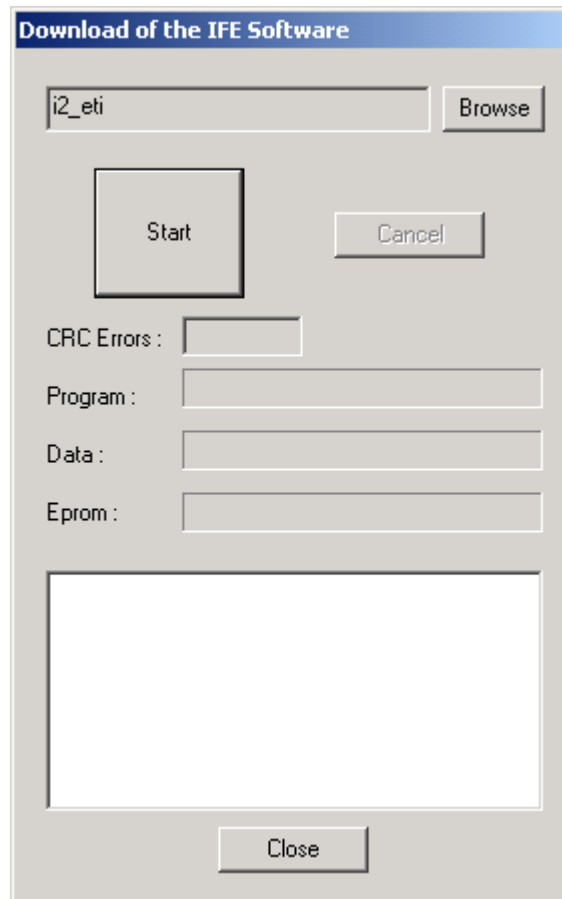 Download of the IFE Software
i2_eti
Browse
Start
Cancel
CRC Errors :
Program :
Data :
Eprom :
Close